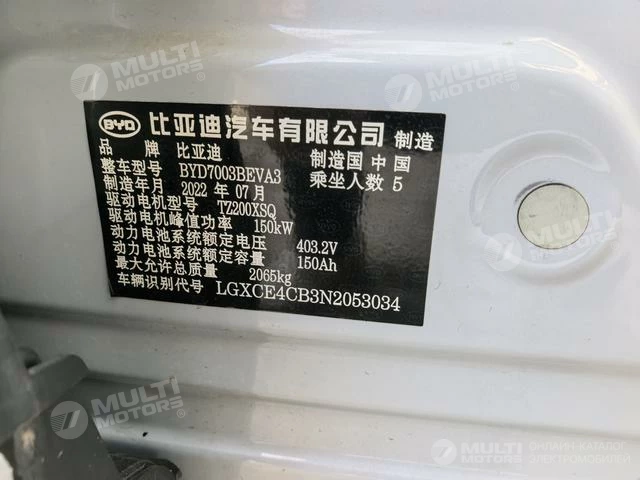 MULTI MOTORS®
MULTI MOTORS®
BYD 比亚迪汽车有限公司 制造
品牌 比亚迪 制造国 中国
整车型号 BYD7003BEVA3 乘坐人数 5
制造年月 2022 年 07月
驱动电机型号 TZ200XSQ
驱动电机峰值功率 150kW
动力电池系统额定电压 403.2V
动力电池系统额定容量 150Ah
最大允许总质量 2065kg
车辆识别代号 LGXCE4CB3N2053034
MULTI MOTORS®
MULTI MOTORS
ОНЛАЙН-КАТАЛОГ
ЭЛЕКТРОМОБИЛЕЙ